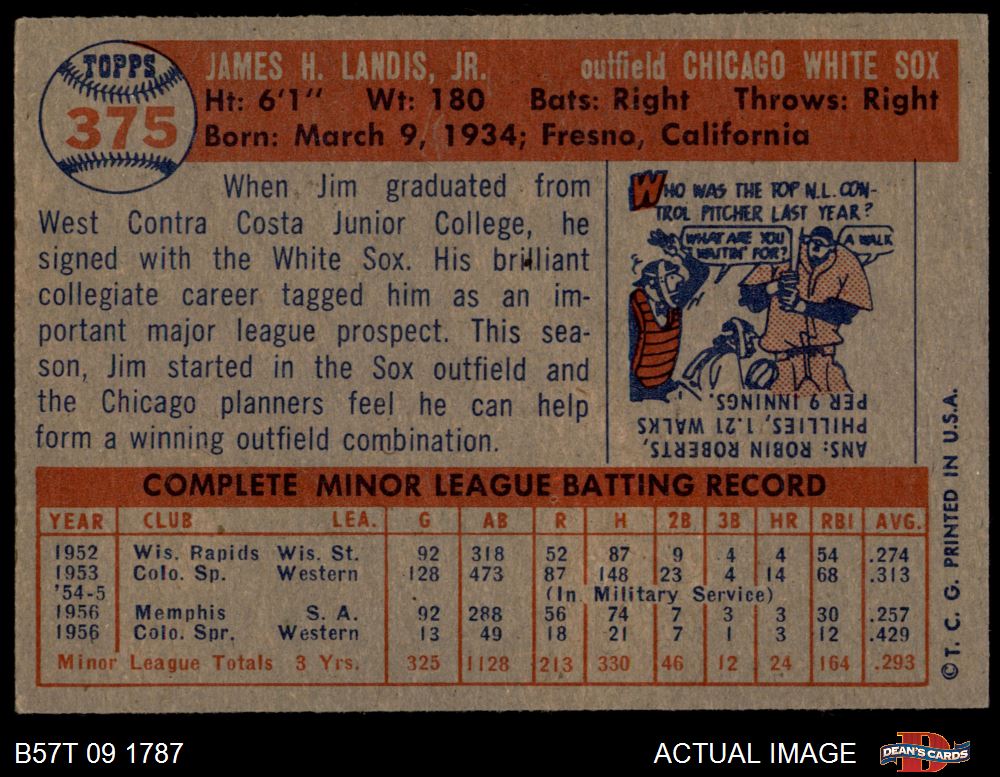 TOPPS
375
JAMES H. LANDIS, JR. outfield CHICAGO WHITE SOX
Ht: 6'1" Wt: 180 Bats: Right Throws: Right
Born: March 9, 1934; Fresno, California
When Jim graduated from
West Contra Costa Junior College, he
signed with the White Sox. His brilliant
collegiate career tagged him as an im-
portant major league prospect. This sea-
son, Jim started in the Sox outfield and
the Chicago planners feel he can help
form a winning outfield combination.
WHO WAS THE TOP N.L. CON-
TROL PITCHER LAST YEAR?
WHAT ARE YOU
WAITIN' FOR?
A WALK
ANS: ROBIN ROBERTS,
PHILLIES, 1.21 WALKS
PER 9 INNINGS.
COMPLETE MINOR LEAGUE BATTING RECORD
YEAR CLUB LEA. G AB R H 2B 3B HR RBI AVG.
1952 Wis. Rapids Wis. St. 92 318 52 87 9 4 4 54 .274
1953 Colo. Sp. Western 128 473 87 148 23 4 14 68 .313
'54-5 (In Military Service)
1956 Memphis S. A. 92 288 56 74 7 3 3 30 .257
1956 Colo. Spr. Western 13 49 18 21 7 1 3 12 .429
Minor League Totals 3 Yrs. 325 1128 213 330 46 12 24 164 .293
© T. C. G. PRINTED IN U.S.A.
B57T 09 1787 ACTUAL IMAGE DEAN'S CARDS